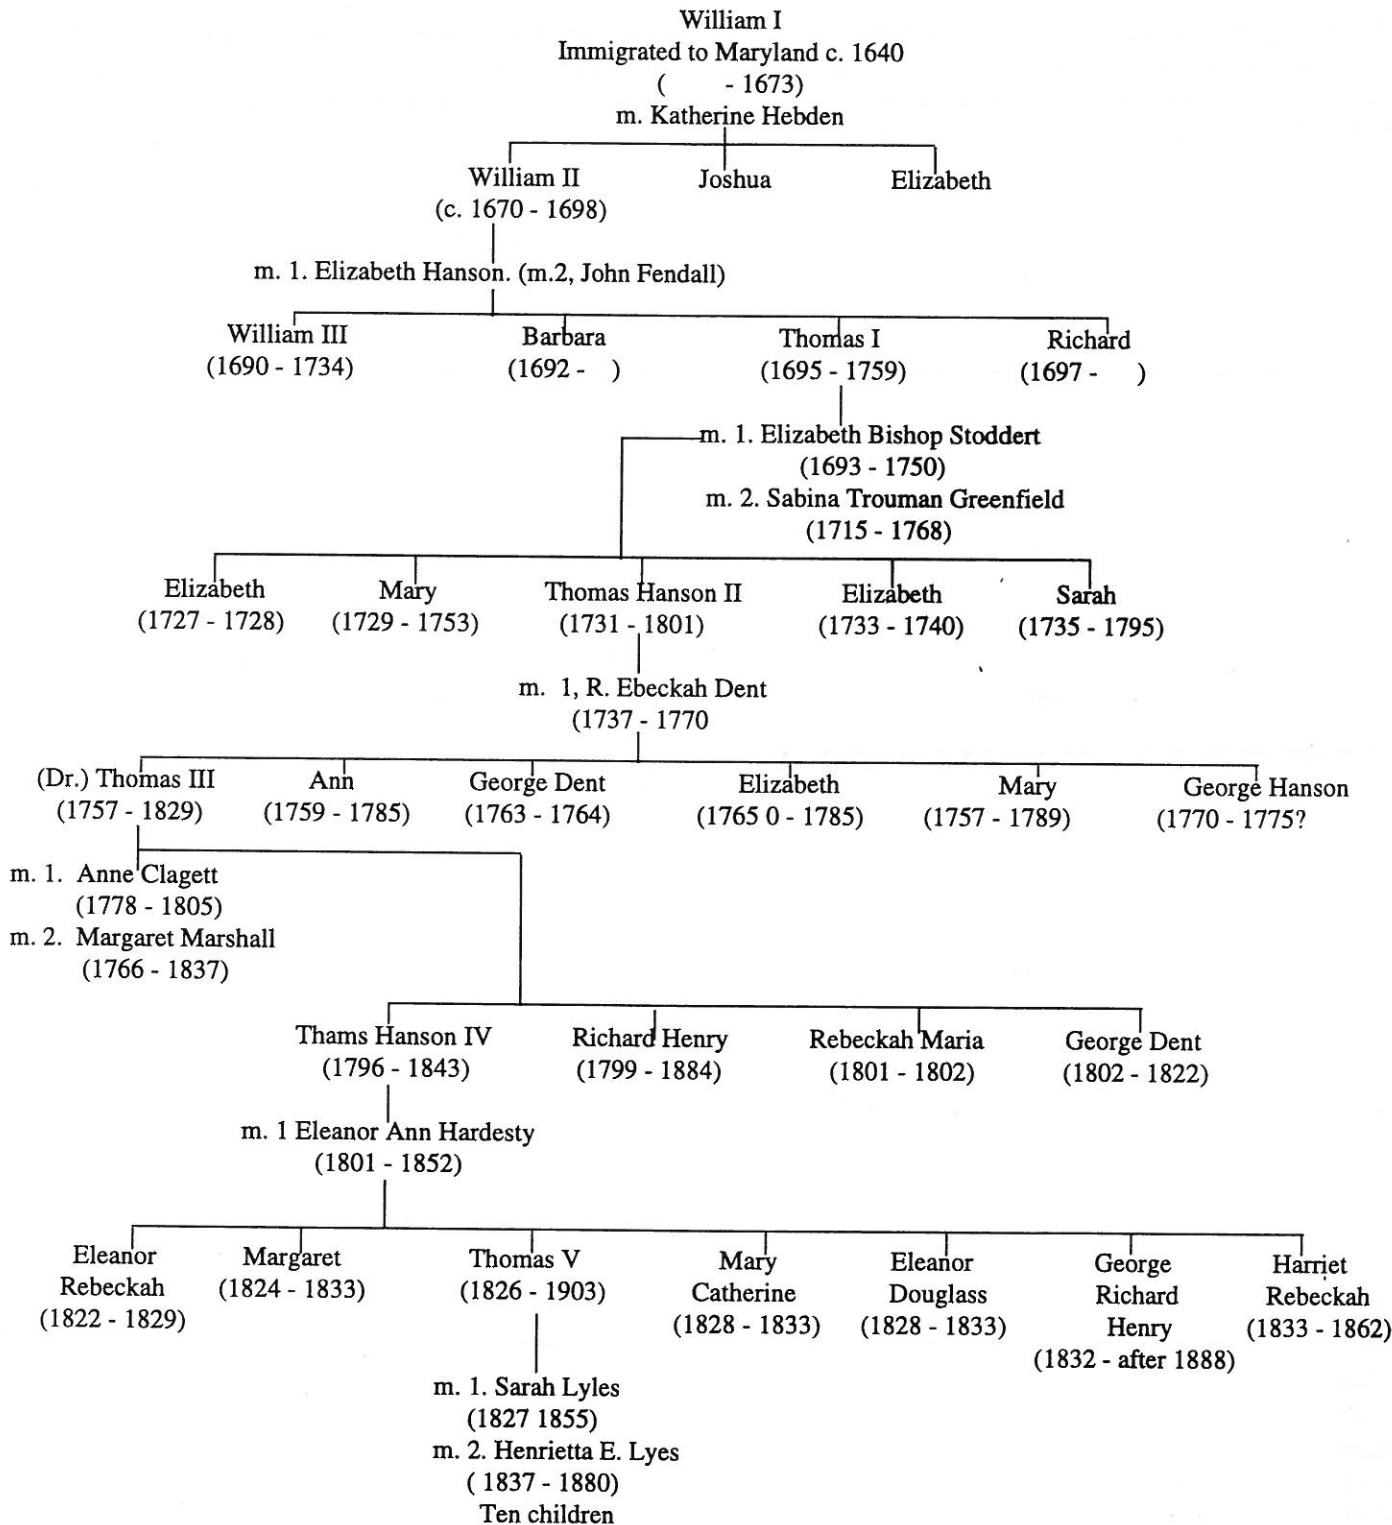 William I
Immigrated to Maryland c. 1640
( - 1673)
m. Katherine Hebden
William II Joshua Elizabeth
(c. 1670 - 1698)
m. 1. Elizabeth Hanson. (m.2, John Fendall)
William III Barbara Thomas I Richard
(1690 - 1734) (1692 - ) (1695 - 1759) (1697 - )
m. 1. Elizabeth Bishop Stoddert
(1693 - 1750)
m. 2. Sabina Trouman Greenfield
(1715 - 1768)
Elizabeth Mary Thomas Hanson II Elizabeth Sarah
(1727 - 1728) (1729 - 1753) (1731 - 1801) (1733 - 1740) (1735 - 1795)
m. 1, R. Ebeckah Dent
(1737 - 1770
(Dr.) Thomas III Ann George Dent Elizabeth Mary George Hanson
(1757 - 1829) (1759 - 1785) (1763 - 1764) (1765 0 - 1785) (1757 - 1789) (1770 - 1775?
m. 1. Anne Clagett
(1778 - 1805)
m. 2. Margaret Marshall
(1766 - 1837)
Thams Hanson IV Richard Henry Rebeckah Maria George Dent
(1796 - 1843) (1799 - 1884) (1801 - 1802) (1802 - 1822)
m. 1 Eleanor Ann Hardesty
(1801 - 1852)
Eleanor Margaret Thomas V Mary Eleanor George Harriet
Rebeckah (1824 - 1833) (1826 - 1903) Catherine Douglass Richard Rebeckah
(1822 - 1829) (1828 - 1833) (1828 - 1833) Henry (1833 - 1862)
(1832 - after 1888)
m. 1. Sarah Lyles
(1827 1855)
m. 2. Henrietta E. Lyes
( 1837 - 1880)
Ten children